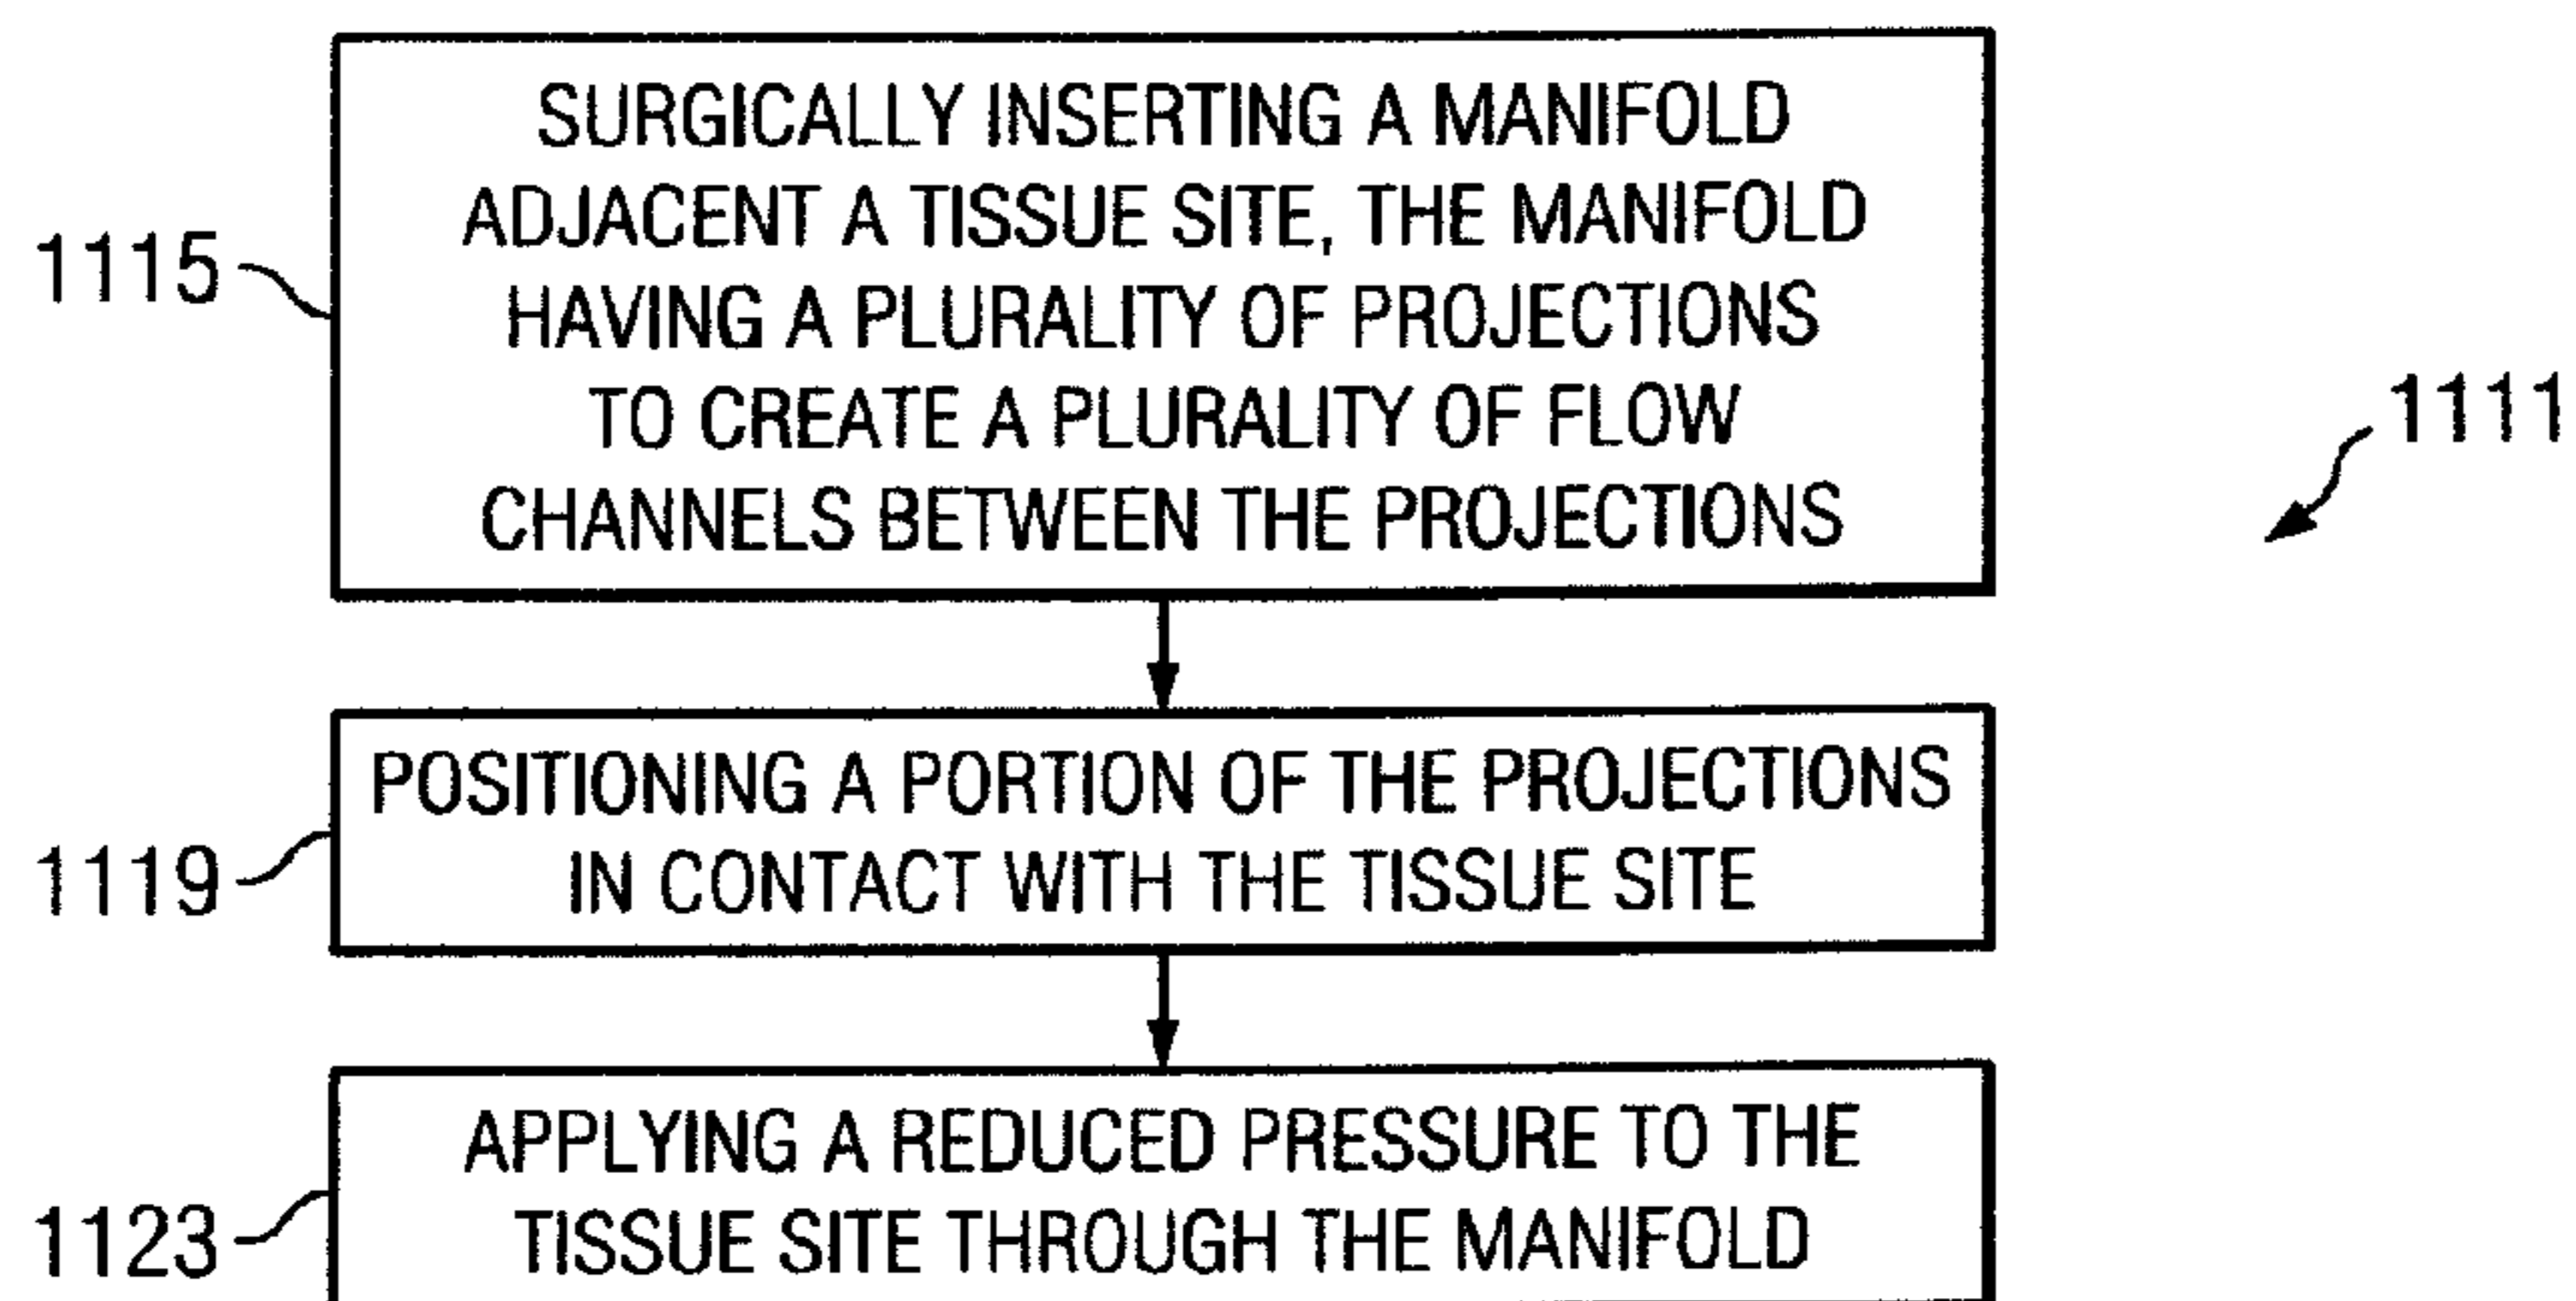 SURGICALLY INSERTING A MANIFOLD
ADJACENT A TISSUE SITE, THE MANIFOLD
HAVING A PLURALITY OF PROJECTIONS
TO CREATE A PLURALITY OF FLOW
CHANNELS BETWEEN THE PROJECTIONS
1115
1111
POSITIONING A PORTION OF THE PROJECTIONS
IN CONTACT WITH THE TISSUE SITE
1119
APPLYING A REDUCED PRESSURE TO THE
TISSUE SITE THROUGH THE MANIFOLD
1123